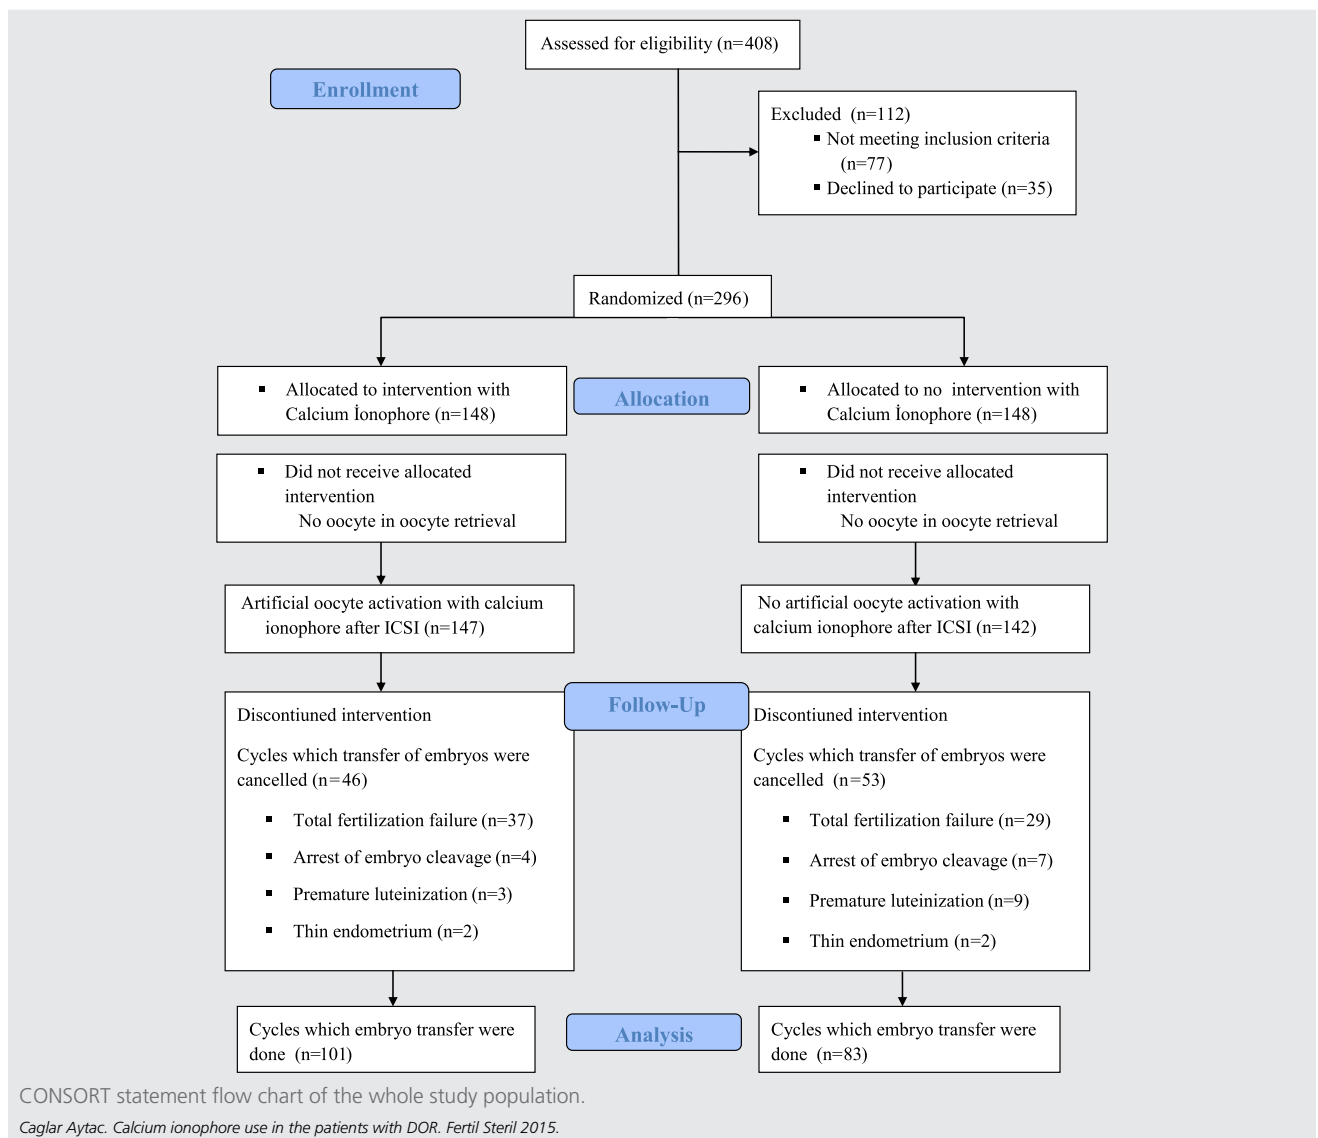 Assessed for eligibility (n=408)
Enrollment
Excluded (n=112)
▪ Not meeting inclusion criteria
(n=77)
▪ Declined to participate (n=35)
Randomized (n=296)
▪ Allocated to intervention with
Calcium İonophore (n=148)
Allocation
▪ Allocated to no intervention with
Calcium İonophore (n=148)
▪ Did not receive allocated
intervention
No oocyte in oocyte retrieval
▪ Did not receive allocated
intervention
No oocyte in oocyte retrieval
Artificial oocyte activation with calcium
ionophore after ICSI (n=147)
No artificial oocyte activation with
calcium ionophore after ICSI (n=142)
Follow-Up
Discontiuned intervention
Cycles which transfer of embryos were
cancelled (n=46)
▪ Total fertilization failure (n=37)
▪ Arrest of embryo cleavage (n=4)
▪ Premature luteinization (n=3)
▪ Thin endometrium (n=2)
Discontiuned intervention
Cycles which transfer of embryos were
cancelled (n=53)
▪ Total fertilization failure (n=29)
▪ Arrest of embryo cleavage (n=7)
▪ Premature luteinization (n=9)
▪ Thin endometrium (n=2)
Cycles which embryo transfer were
done (n=101)
Analysis
Cycles which embryo transfer were
done (n=83)
CONSORT statement flow chart of the whole study population.
Caglar Aytac. Calcium ionophore use in the patients with DOR. Fertil Steril 2015.